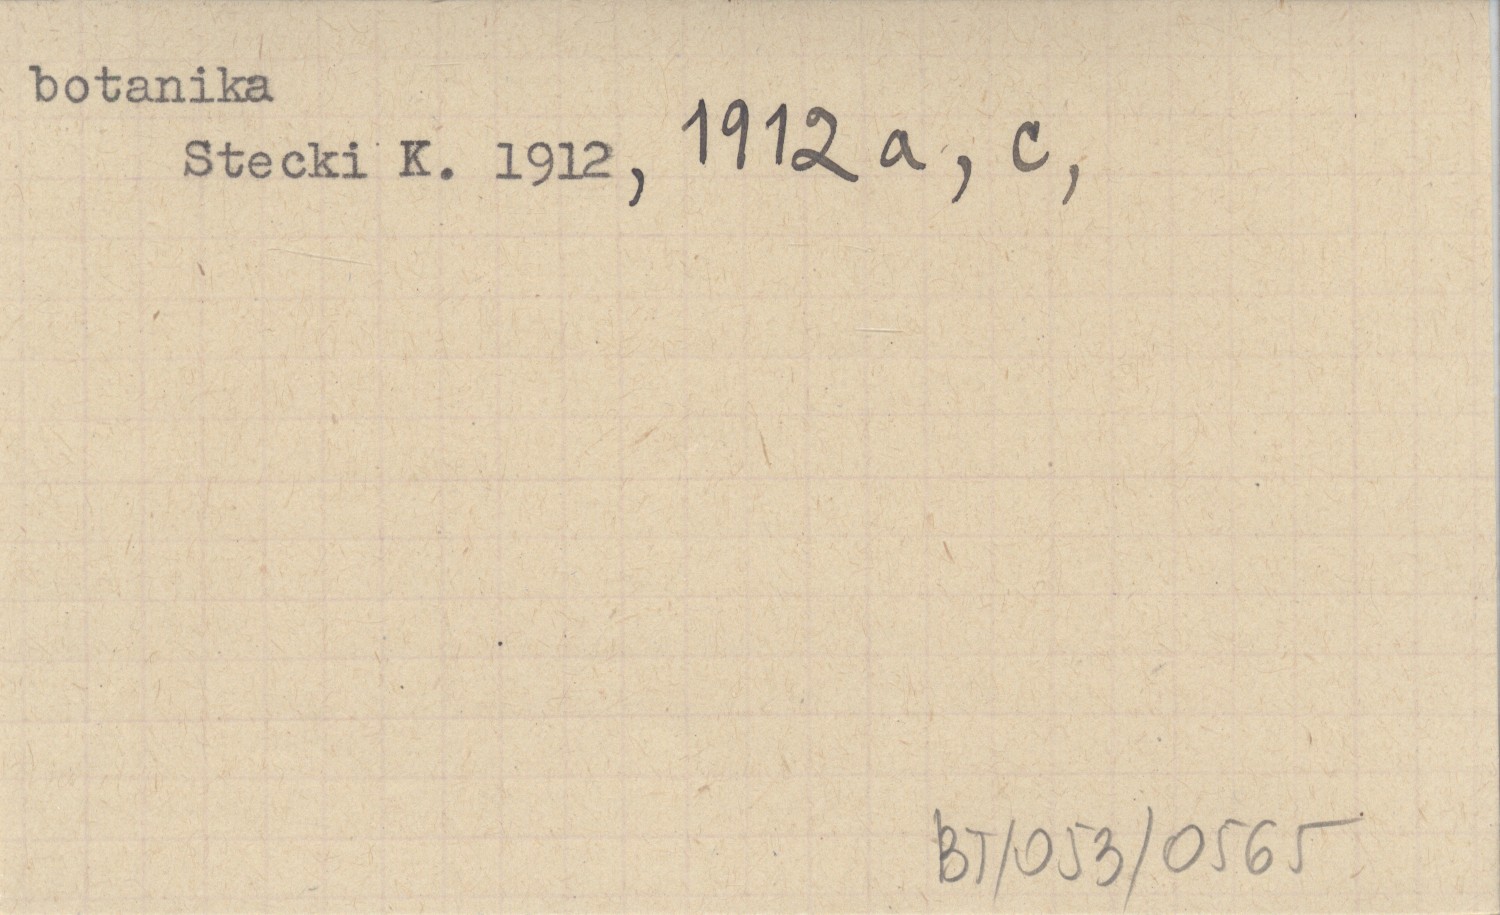 botanika
Stecki K. 1912, 1912 a, c,
BT/053/0565